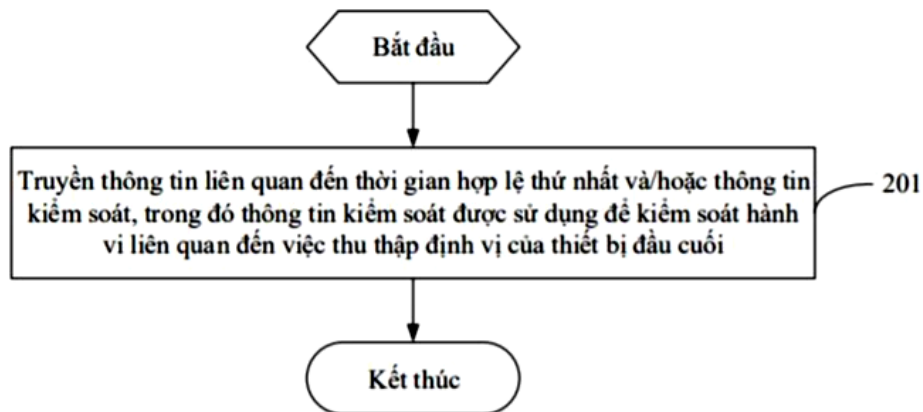 Bắt đầu
Truyền thông tin liên quan đến thời gian hợp lệ thứ nhất và/hoặc thông tin
kiểm soát, trong đó thông tin kiểm soát được sử dụng để kiểm soát hành
vi liên quan đến việc thu thập định vị của thiết bị đầu cuối
201
Kết thúc